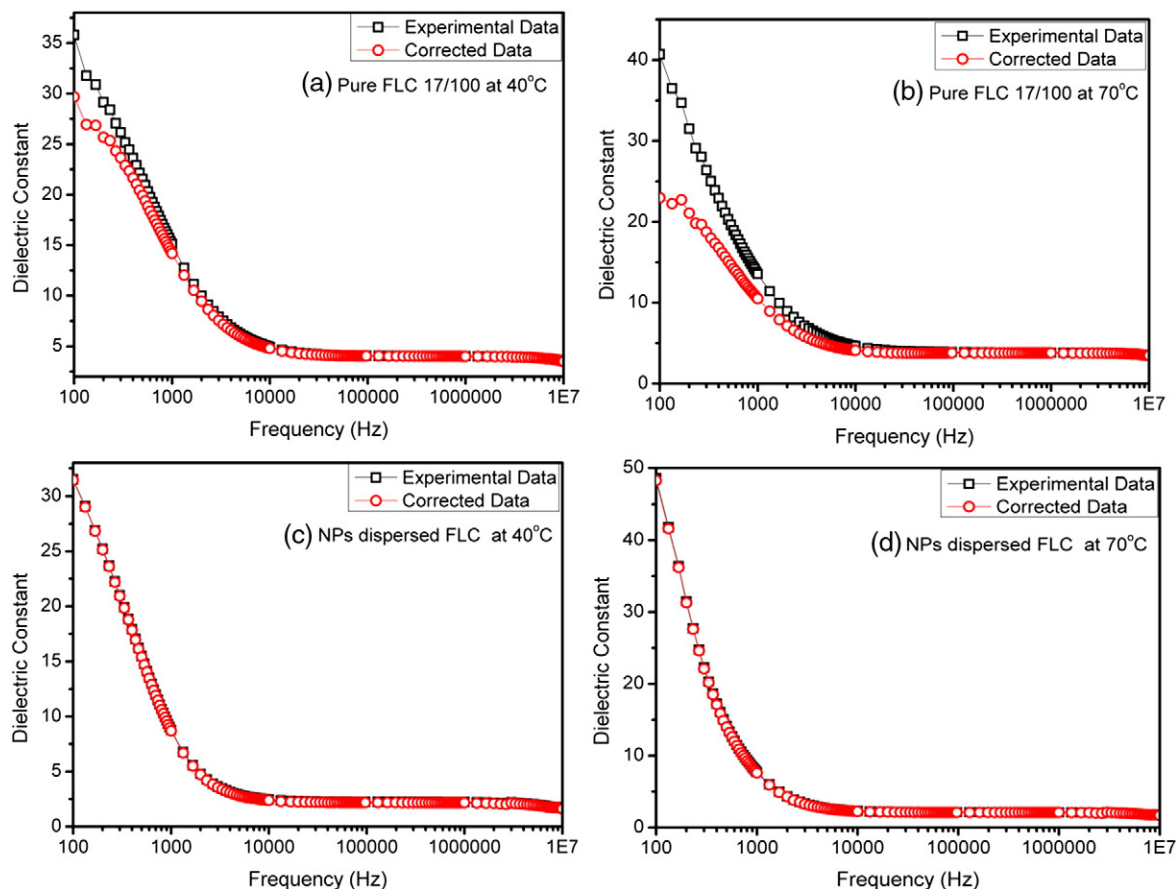 Experimental Data
Corrected Data
(a) Pure FLC 17/100 at 40°C
35
30
25
20
15
10
5
Dielectric Constant
100 1000 10000 100000 1000000 1E7
Frequency (Hz)
Experimental Data
Corrected Data
(b) Pure FLC 17/100 at 70°C
40
30
20
10
0
Dielectric Constant
100 1000 10000 100000 1000000 1E7
Frequency (Hz)
Experimental Data
Corrected Data
(c) NPs dispersed FLC at 40°C
30
25
20
15
10
5
0
Dielectric Constant
100 1000 10000 100000 1000000 1E7
Frequency (Hz)
Experimental Data
Corrected Data
(d) NPs dispersed FLC at 70°C
50
40
30
20
10
0
Dielectric Constant
100 1000 10000 100000 1000000 1E7
Frequency (Hz)